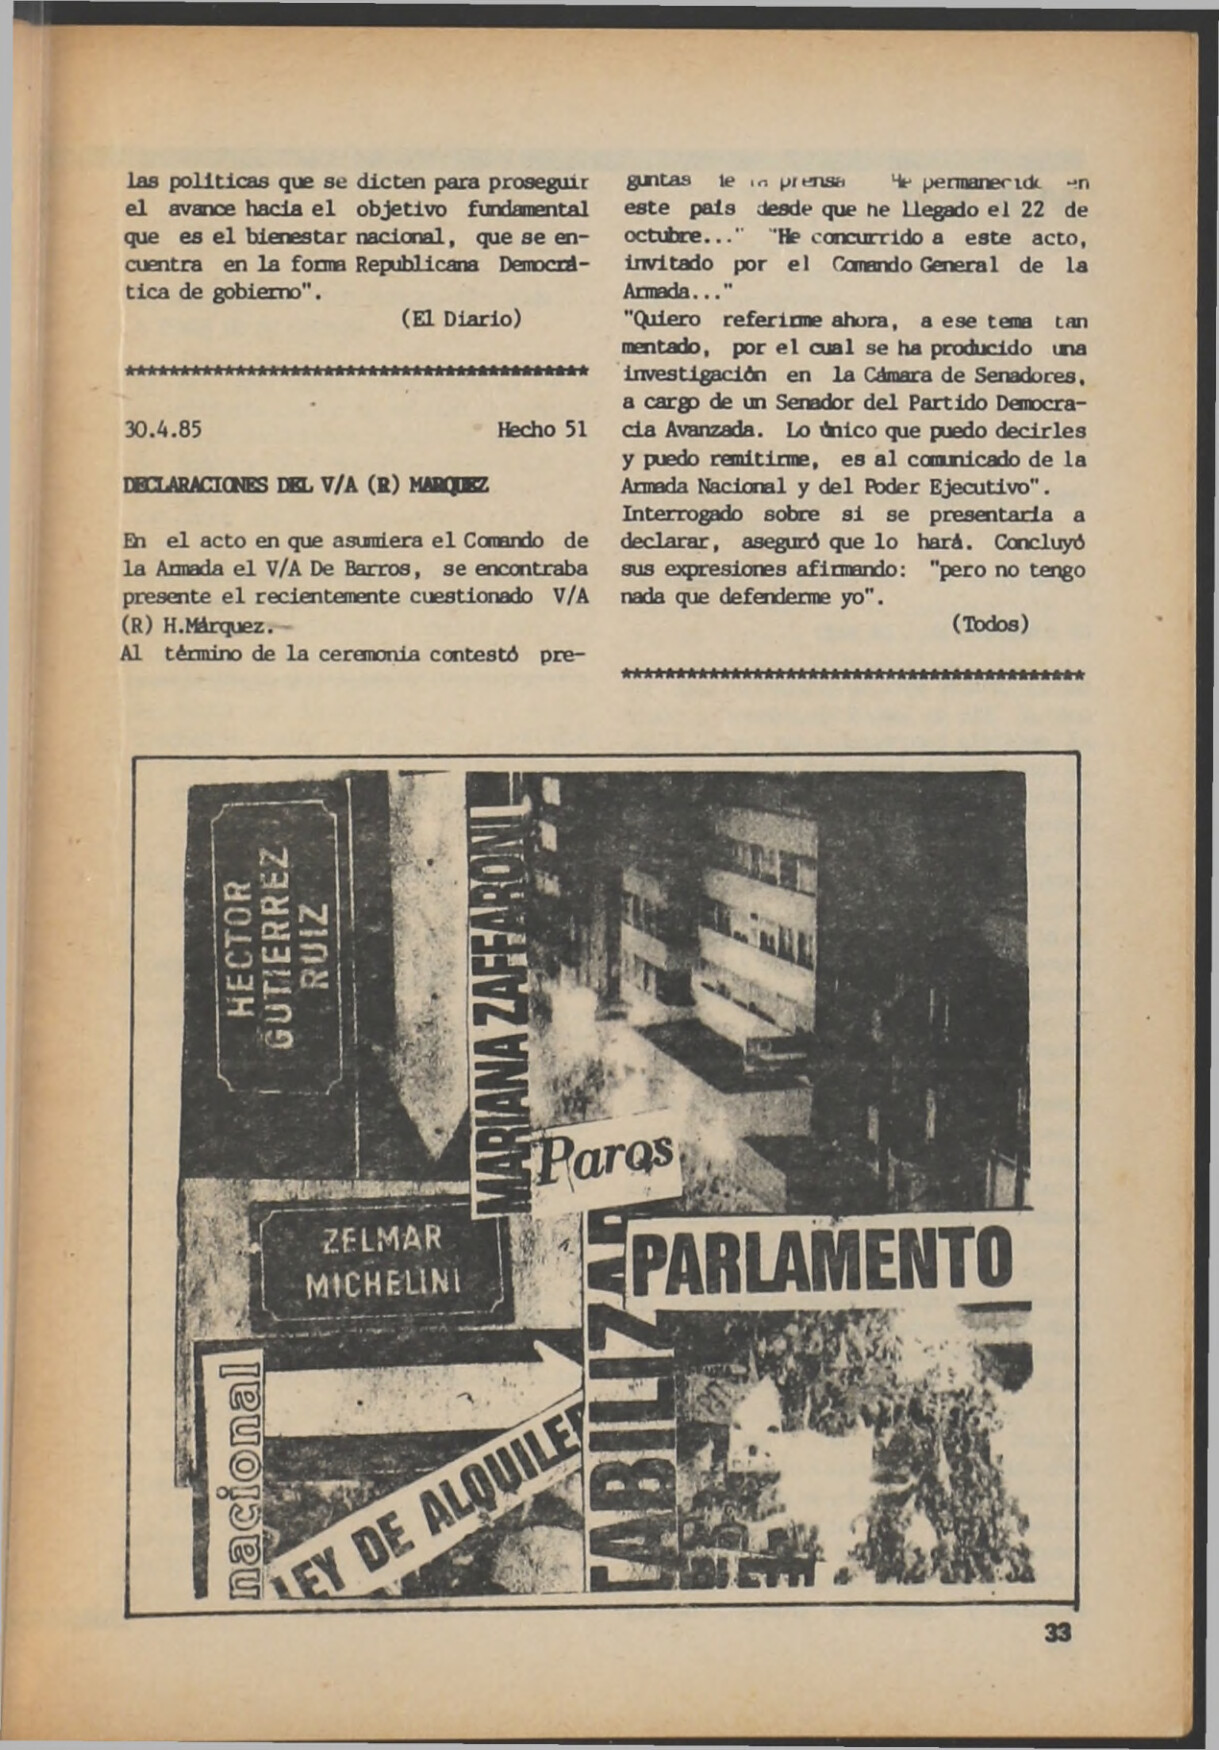 las politicas que se dicten para proseguir
el avance hacia el objetivo fundamental
que es el bienestar nacional, que se en-
cuentra en la forma Republicana Democrá-
tica de gobierno".
(El Diario)
******************************************
30.4.85 Hecho 51
DECLARACIONES DEL V/A (R) MARQUEZ
En el acto en que asumiera el Comando de
la Armada el V/A De Barros, se encontraba
presente el recientemente cuestionado V/A
(R) H.Márquez.-
Al término de la ceremonia contestó pre-
guntas de la prensa "He permanecido en
este país desde que he llegado el 22 de
octubre..." "He concurrido a este acto,
invitado por el Comando General de la
Armada..."
"Quiero referirme ahora, a ese tema tan
mentado, por el cual se ha producido una
investigación en la Cámara de Senadores,
a cargo de un Senador del Partido Democra-
cia Avanzada. Lo único que puedo decirles
y puedo remitirme, es al comunicado de la
Armada Nacional y del Poder Ejecutivo".
Interrogado sobre si se presentaría a
declarar, aseguró que lo hará. Concluyó
sus expresiones afirmando: "pero no tengo
nada que defenderme yo".
(Todos)
******************************************
HECTOR
GUTIERREZ
RUIZ
MARIANA ZAFFARONI
Paros
ZELMAR
MICHELINI
PARLAMENTO
nacional
LEY DE ALQUILER
TABILIZAR
33